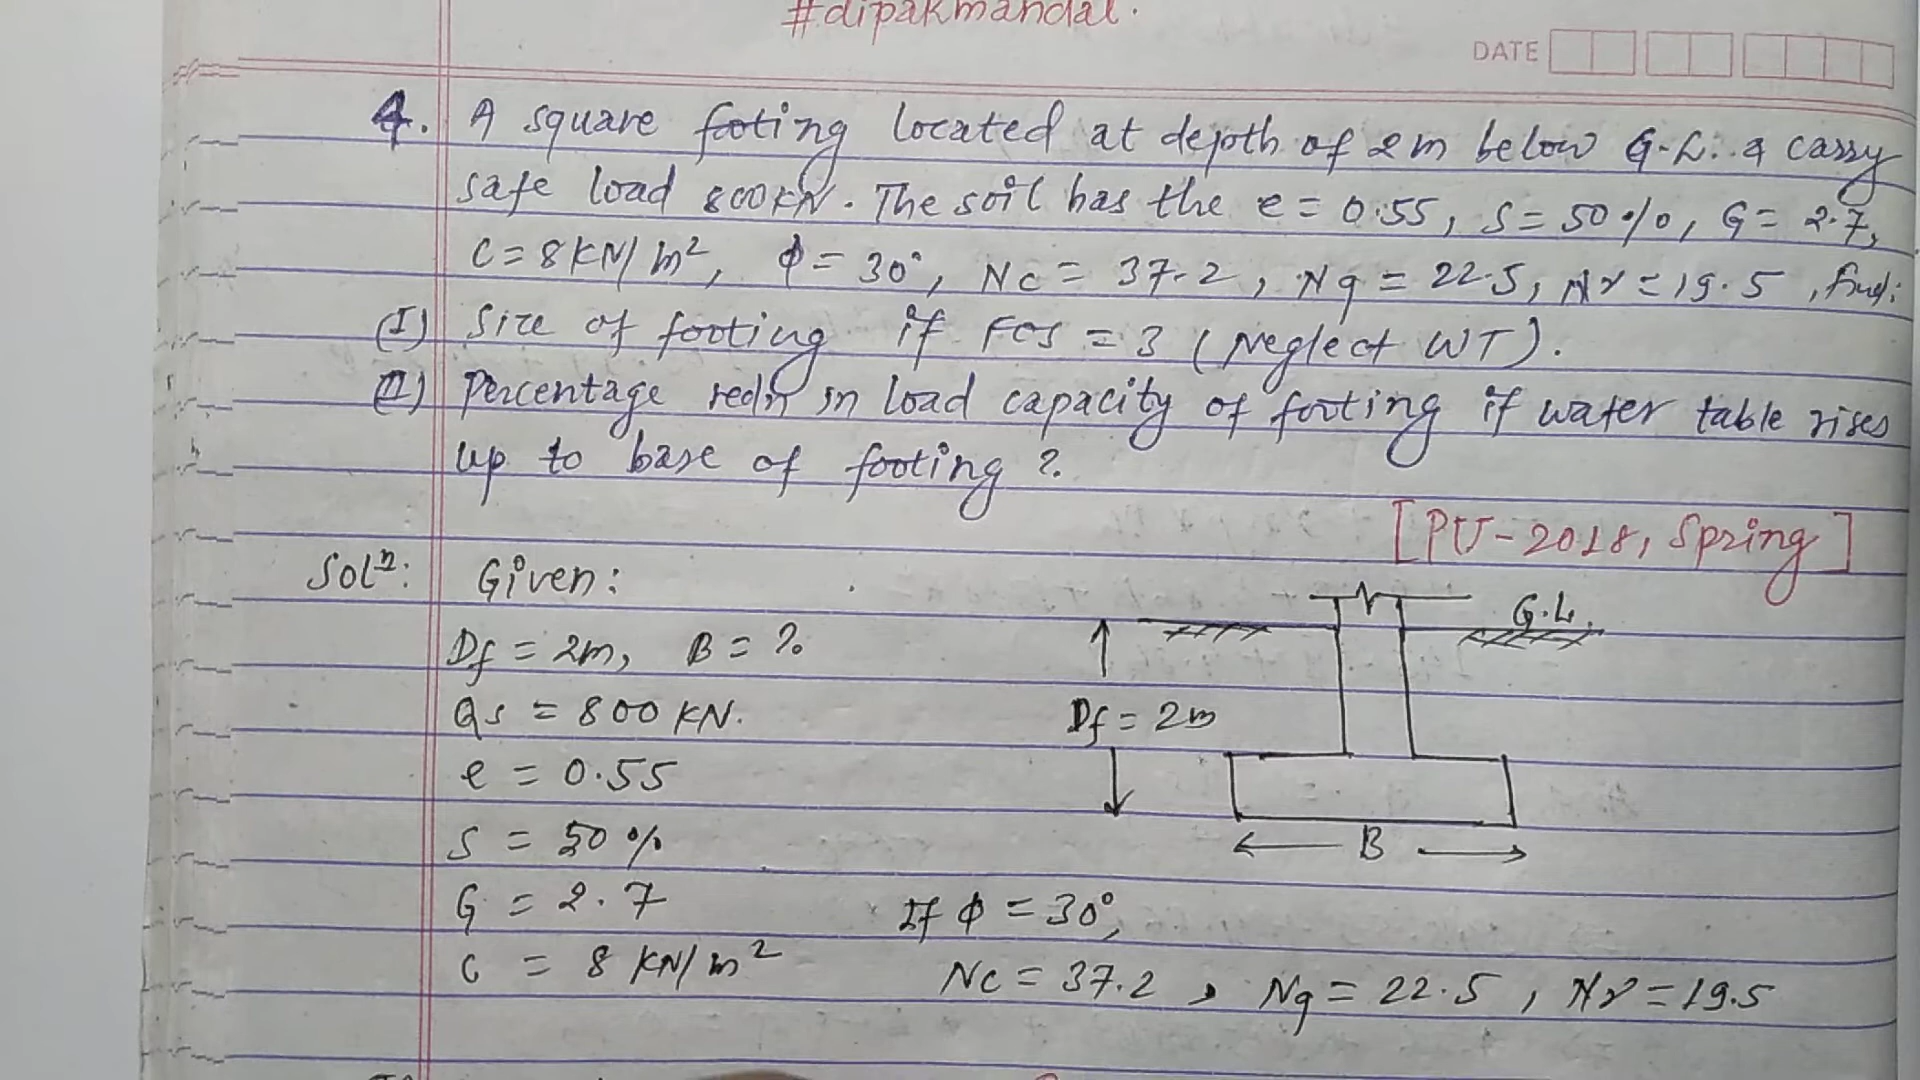 #dipakmandal.
DATE
4. A square footing located at depth of 2m below G.L. & carry
safe load 800KN. The soil has the e = 0.55, S = 50%, G = 2.7,
C = 8KN/m², φ = 30°, Nc = 37.2, Nq = 22.5, Nγ = 19.5, find:
(I) Size of footing if FOS = 3 (Neglect WT).
(II) Percentage redⁿ in load capacity of footing if water table rises
up to base of footing?
[PU-2018, Spring]
Solⁿ: Given:
Df = 2m, B = ?
Qs = 800 KN.
e = 0.55
S = 50%
G = 2.7
C = 8 KN/m²
G.L.
Df = 2m
B
If φ = 30°,
Nc = 37.2, Nq = 22.5, Nγ = 19.5